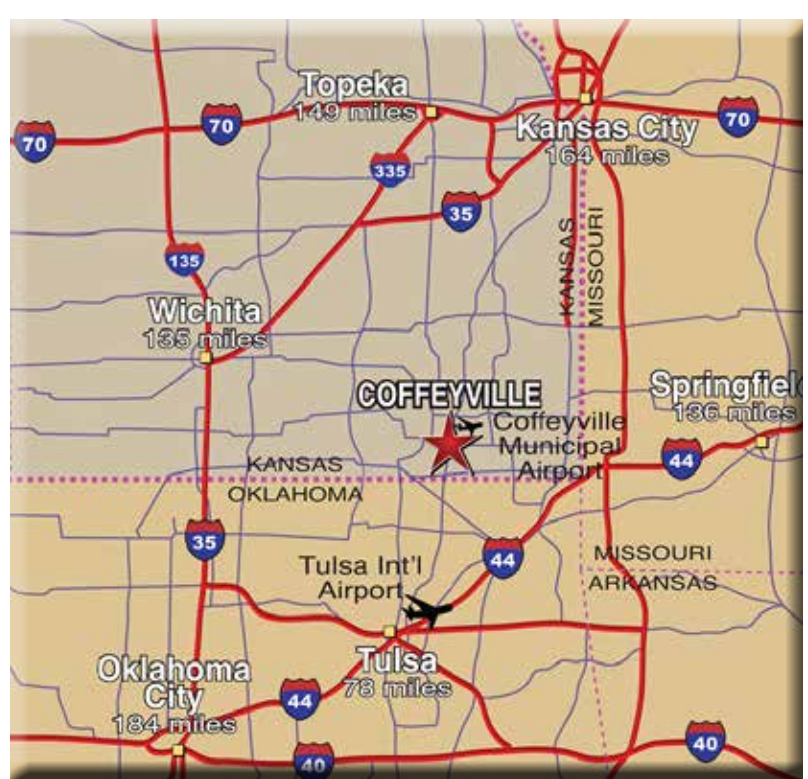 Topeka
149 miles
70
70
70
Kansas City
164 miles
335
35
KANSAS
MISSOURI
135
Wichita
135 miles
COFFEYVILLE
Springfiel
136 miles
Coffeyville
Municipal
Airport
44
KANSAS
OKLAHOMA
35
44
MISSOURI
ARKANSAS
Tulsa Int'l
Airport
Tulsa
78 miles
Oklahoma
City
184 miles
44
40
40